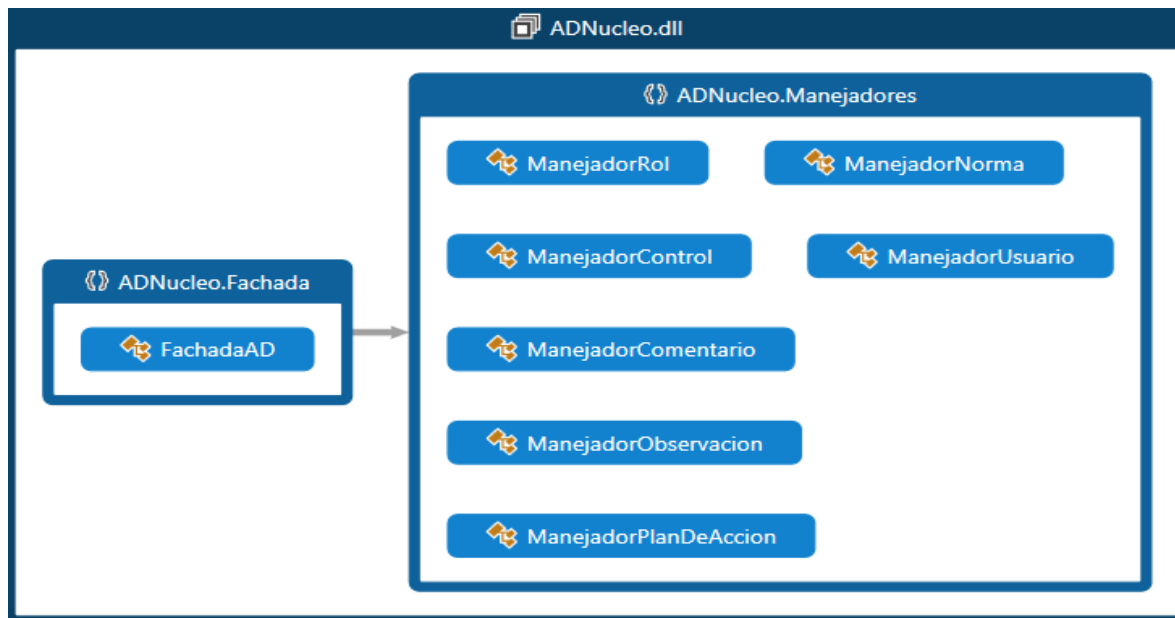 ADNucleo.dll
ADNucleo.Manejadores
ManejadorRol
ManejadorNorma
ManejadorControl
ManejadorUsuario
ADNucleo.Fachada
FachadaAD
ManejadorComentario
ManejadorObservacion
ManejadorPlanDeAccion